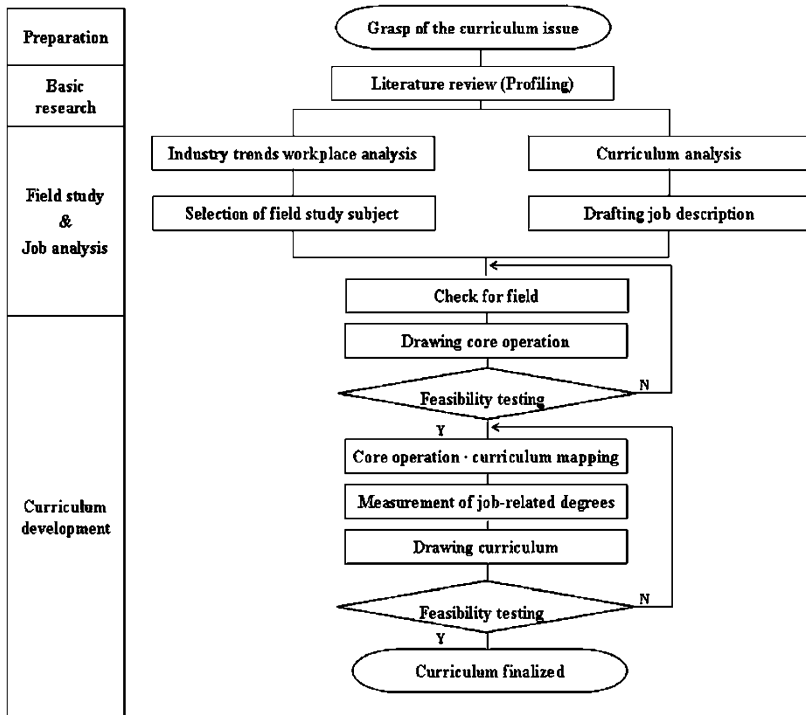 Preparation
Basic
research
Field study
&
Job analysis
Curriculum
development
Grasp of the curriculum issue
Literature review (Profiling)
Industry trends workplace analysis
Curriculum analysis
Selection of field study subject
Drafting job description
Check for field
Drawing core operation
Feasibility testing
N
Y
Core operation · curriculum mapping
Measurement of job-related degrees
Drawing curriculum
Feasibility testing
N
Y
Curriculum finalized